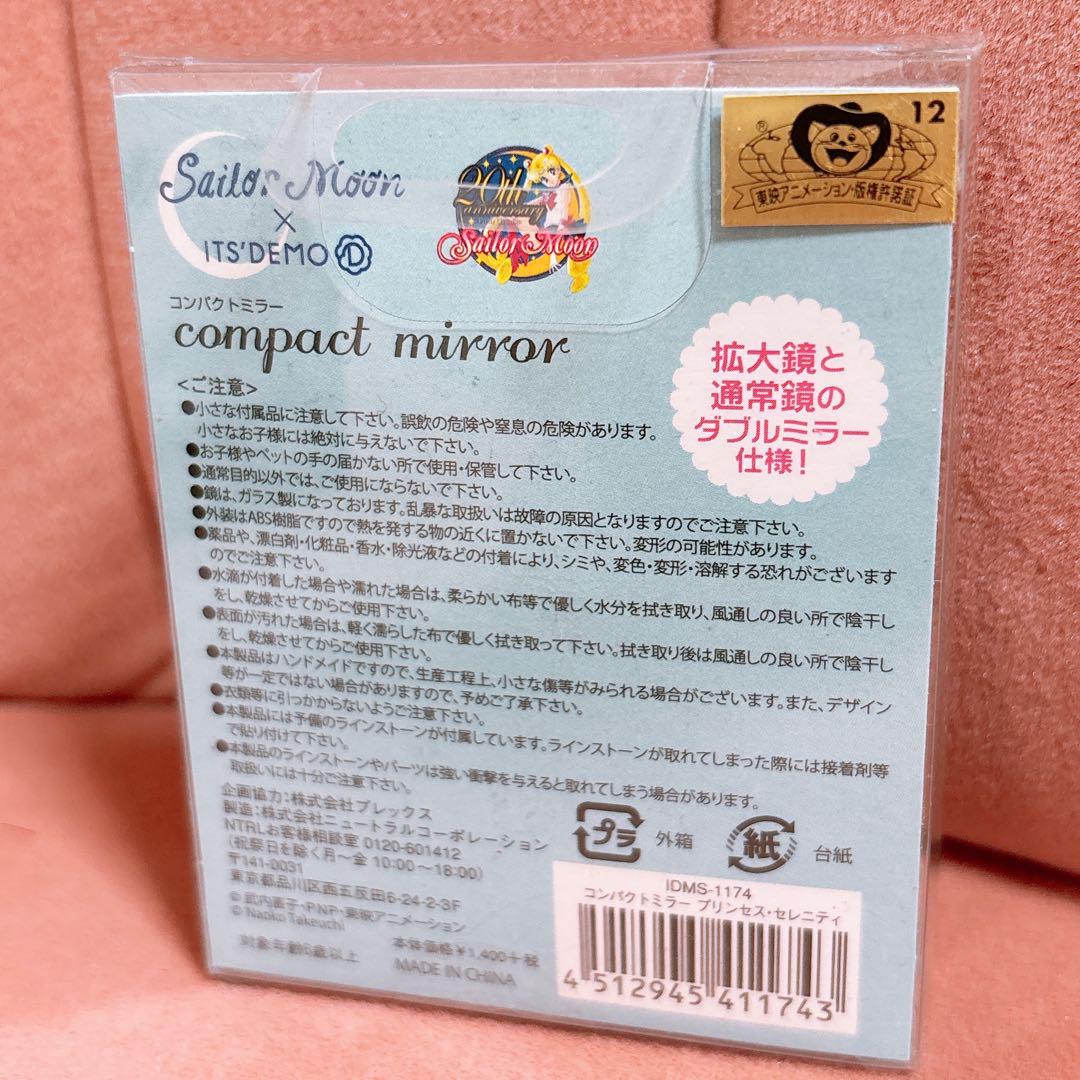 Sailor Moon
×
ITS'DEMO D
20th
anniversary
Sailor Moon
® 12
東映アニメーション・版権許諾証
コンパクトミラー
compact mirror
拡大鏡と
通常鏡の
ダブルミラー
仕様!
<ご注意>
●小さな付属品に注意して下さい。誤飲の危険や窒息の危険があります。
小さなお子様には絶対に与えないで下さい。
●お子様やペットの手の届かない所で使用・保管して下さい。
●通常目的以外では、ご使用にならないで下さい。
●鏡は、ガラス製になっております。乱暴な取扱いは故障の原因となりますのでご注意下さい。
●外装はABS樹脂ですので熱を発する物の近くに置かないで下さい。変形の可能性があります。
●薬品や、漂白剤・化粧品・香水・除光液などの付着により、シミや、変色・変形・溶解する恐れがございます
のでご注意下さい。
●水滴が付着した場合や濡れた場合は、柔らかい布等で優しく水分を拭き取り、風通しの良い所で陰干し
をし、乾燥させてからご使用下さい。
●表面が汚れた場合は、軽く濡らした布で優しく拭き取って下さい。拭き取り後は風通しの良い所で陰干し
をし、乾燥させてからご使用下さい。
●本製品はハンドメイドですので、生産工程上、小さな傷等がみられる場合がございます。また、デザイン
等が一定ではない場合がありますので、予めご了承下さい。
●衣類等に引っかからないようご注意下さい。
●本製品には予備のラインストーンが付属しています。ラインストーンが取れてしまった際には接着剤等
で貼り付けて下さい。
●本製品のラインストーンやパーツは強い衝撃を与えると取れてしまう場合があります。
取扱いには十分ご注意下さい。
企画協力:株式会社プレックス
製造:株式会社ニュートラルコーポレーション
NTRLお客様相談室 0120-601412
(祝祭日を除く月〜金 10:00〜18:00)
〒141-0031
東京都品川区西五反田6-24-2-3F
© 武内直子・PNP・東映アニメーション
© Naoko Takeuchi
対象年齢6歳以上
本体価格¥1,400+税
MADE IN CHINA
プラ 外箱
紙 台紙
IDMS-1174
コンパクトミラー プリンセス・セレニティ
4 512945 411743